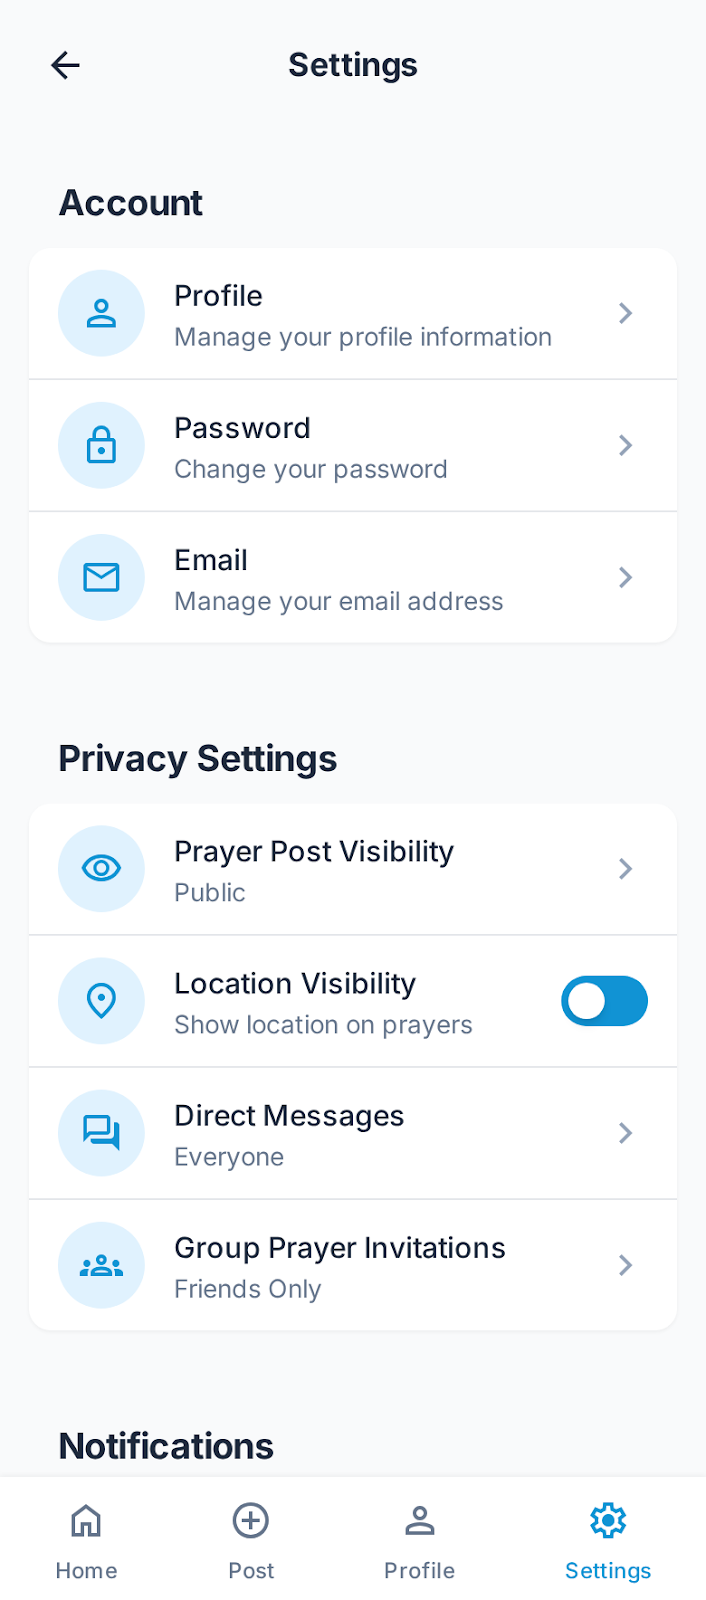 Settings
Account
Profile
Manage your profile information
Password
Change your password
Email
Manage your email address
Privacy Settings
Prayer Post Visibility
Public
Location Visibility
Show location on prayers
Direct Messages
Everyone
Group Prayer Invitations
Friends Only
Notifications
Home Post Profile Settings